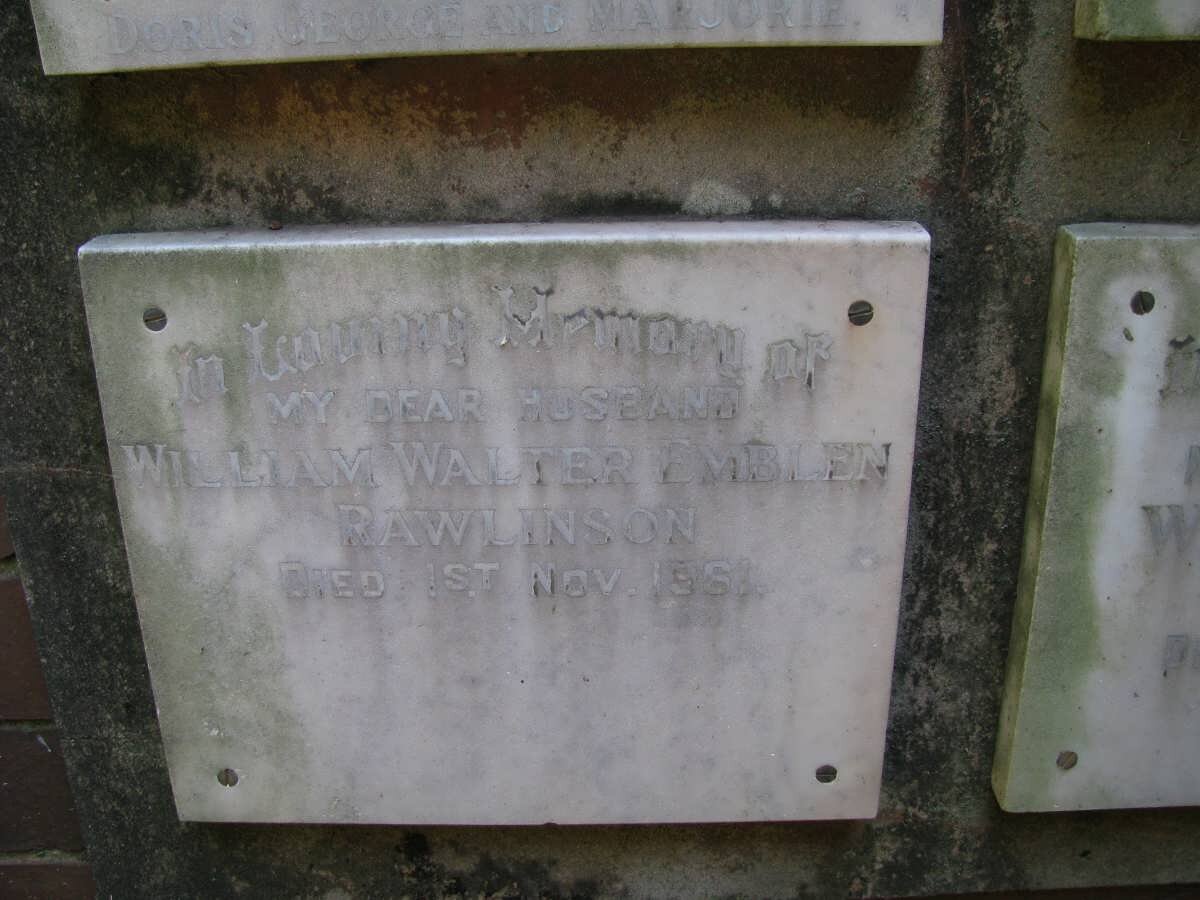 DORIS GEORGE AND MARJORIE.
In Loving Memory of
MY DEAR HUSBAND
WILLIAM WALTER EMBLEN
RAWLINSON
DIED 1ST NOV. 1961.